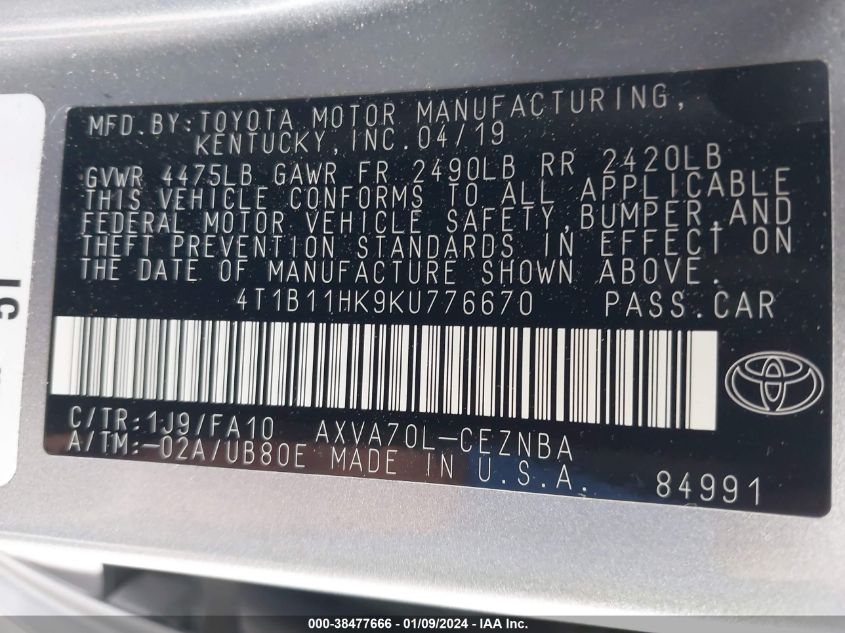 MFD.BY:TOYOTA MOTOR MANUFACTURING,
KENTUCKY,INC.04/19
GVWR 4475LB GAWR FR 2490LB RR 2420LB
THIS VEHICLE CONFORMS TO ALL APPLICABLE
FEDERAL MOTOR VEHICLE SAFETY,BUMPER,AND
THEFT PREVENTION STANDARDS IN EFFECT ON
THE DATE OF MANUFACTURE SHOWN ABOVE.
4T1B11HK9KU776670 PASS.CAR
C/TR:1J9/FA10 AXVA70L-CEZNBA
A/TM:-02A/UB80E MADE IN U.S.A.
84991
000-38477666 - 01/09/2024 - IAA Inc.